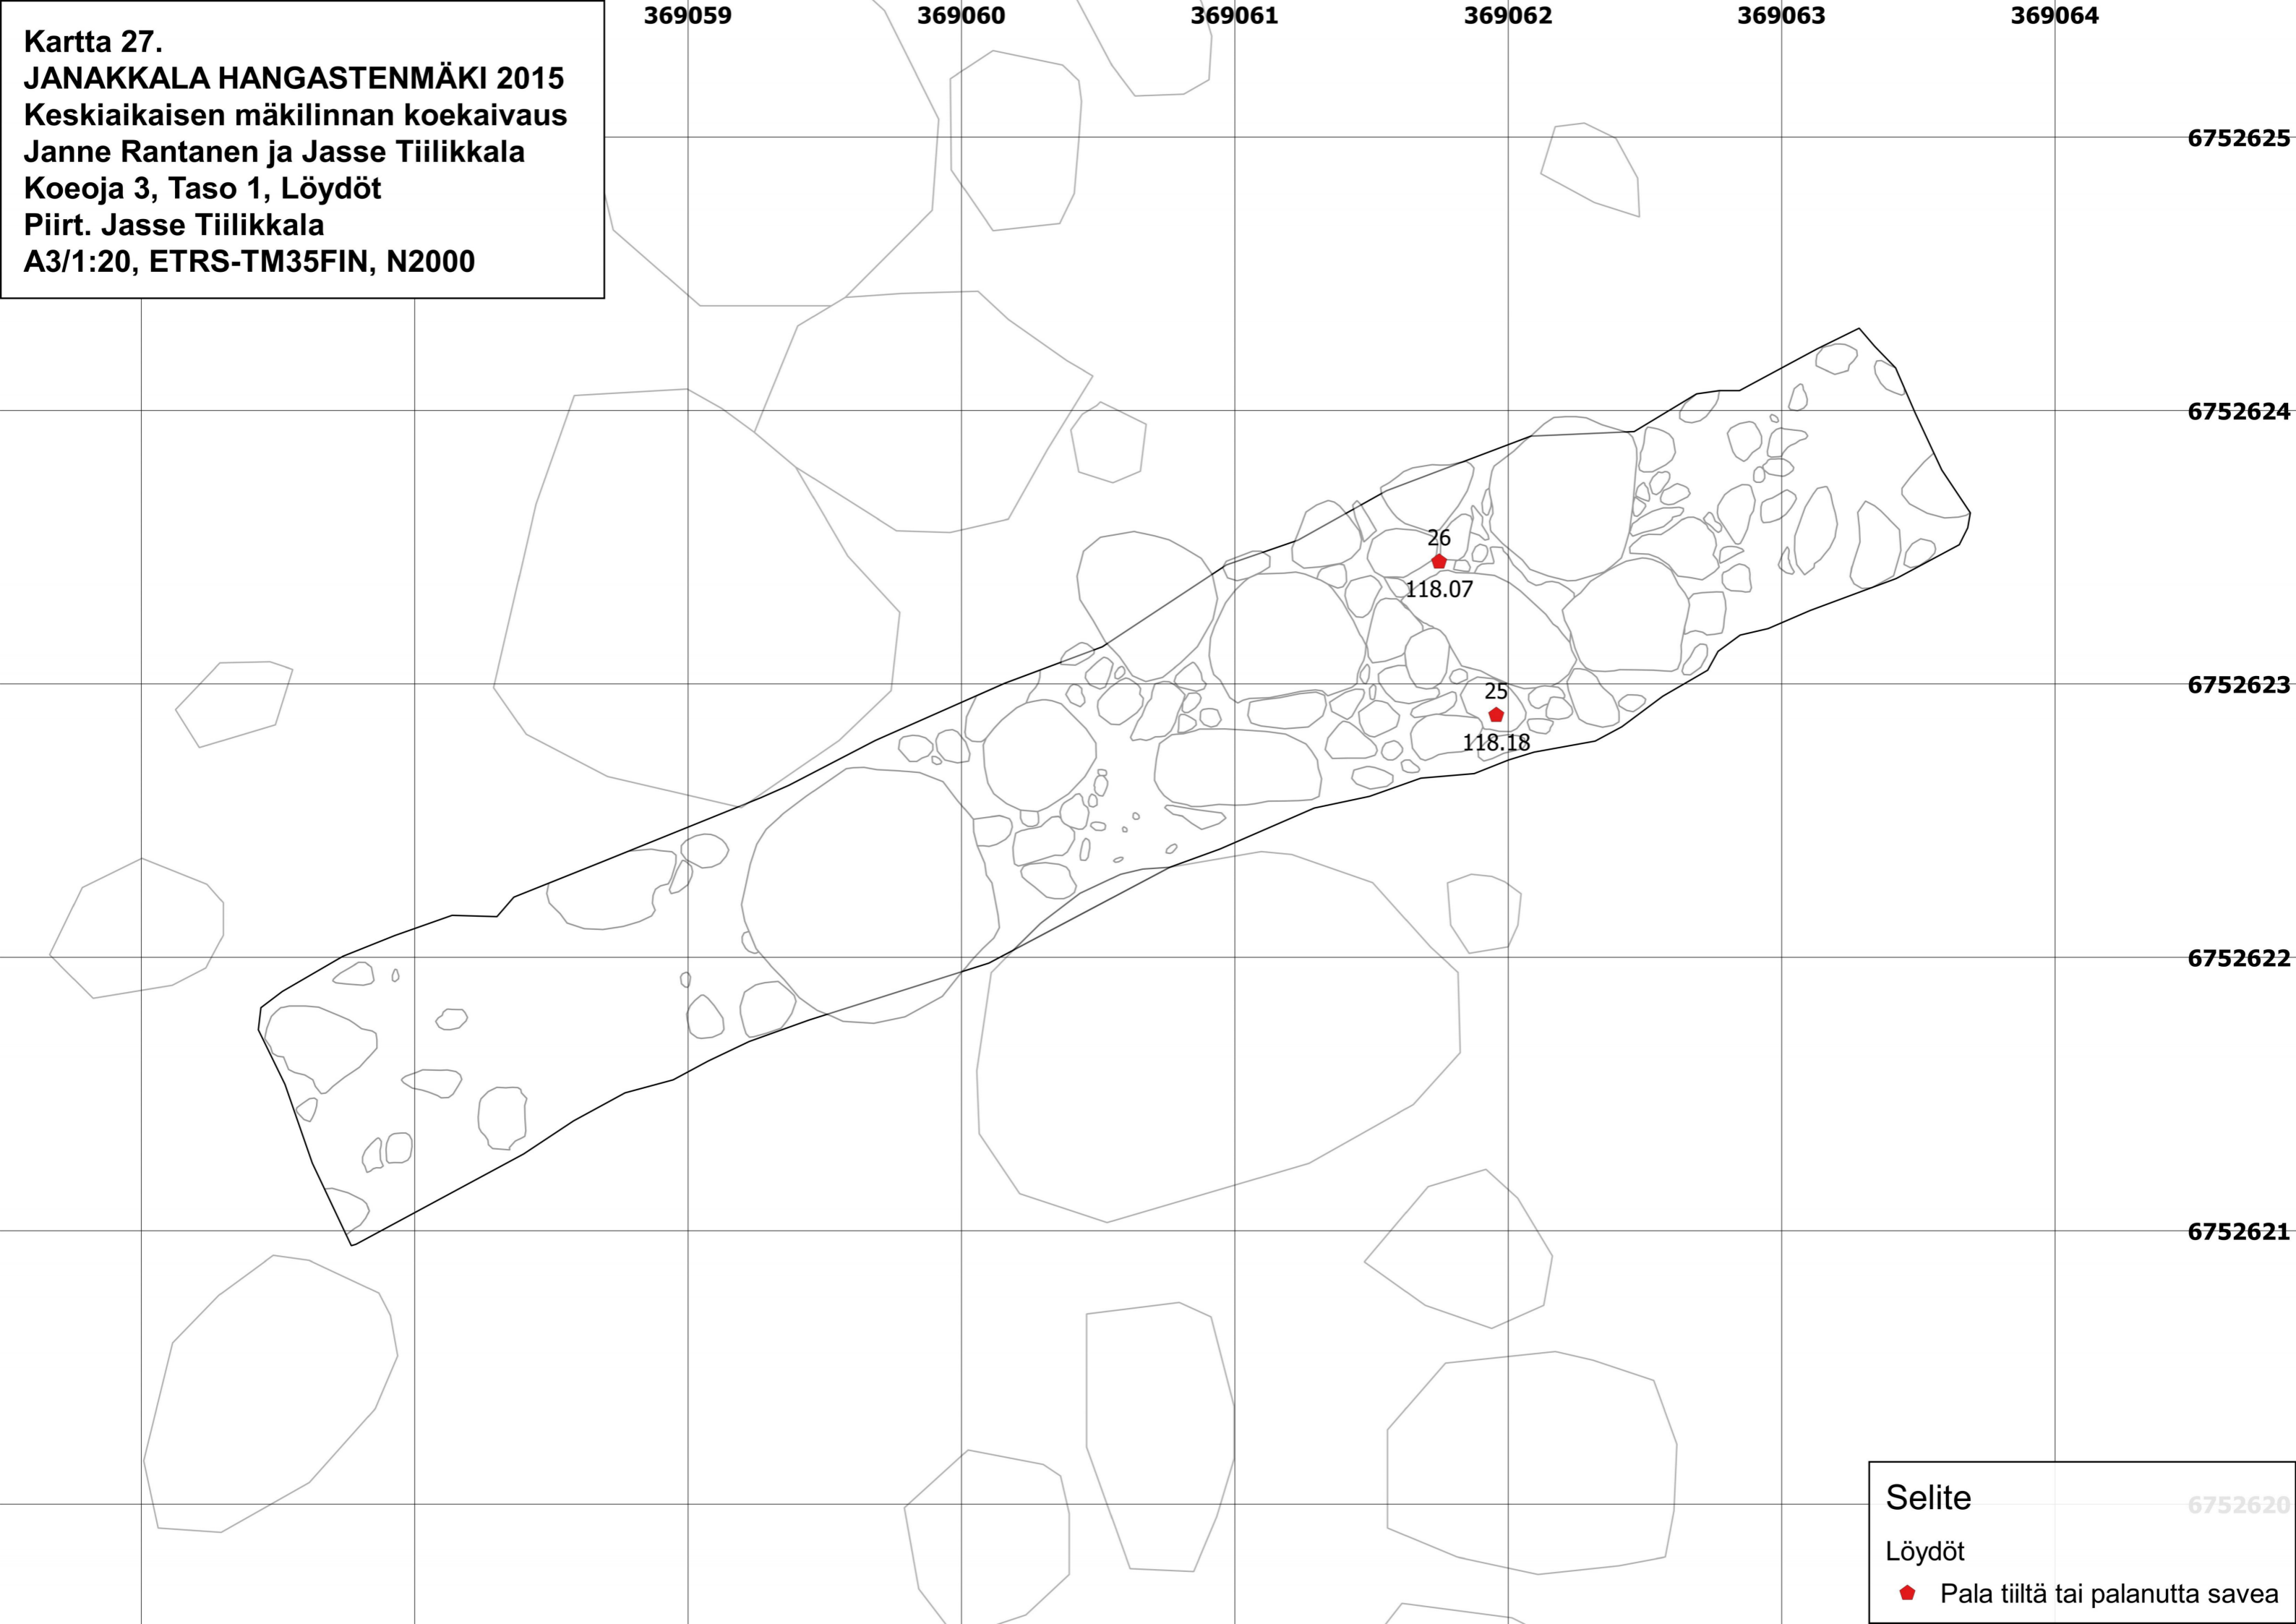 Kartta 27.
JANAKKALA HANGASTENMÄKI 2015
Keskiaikaisen mäkilinnan koekaivaus
Janne Rantanen ja Jasse Tiilikkala
Koeoja 3, Taso 1, Löydöt
Piirt. Jasse Tiilikkala
A3/1:20, ETRS-TM35FIN, N2000
369059 369060 369061 369062 369063 369064
6752625
6752624
26
118.07
6752623
25
118.18
6752622
6752621
6752620
Selite
Löydöt
Pala tiiltä tai palanutta savea